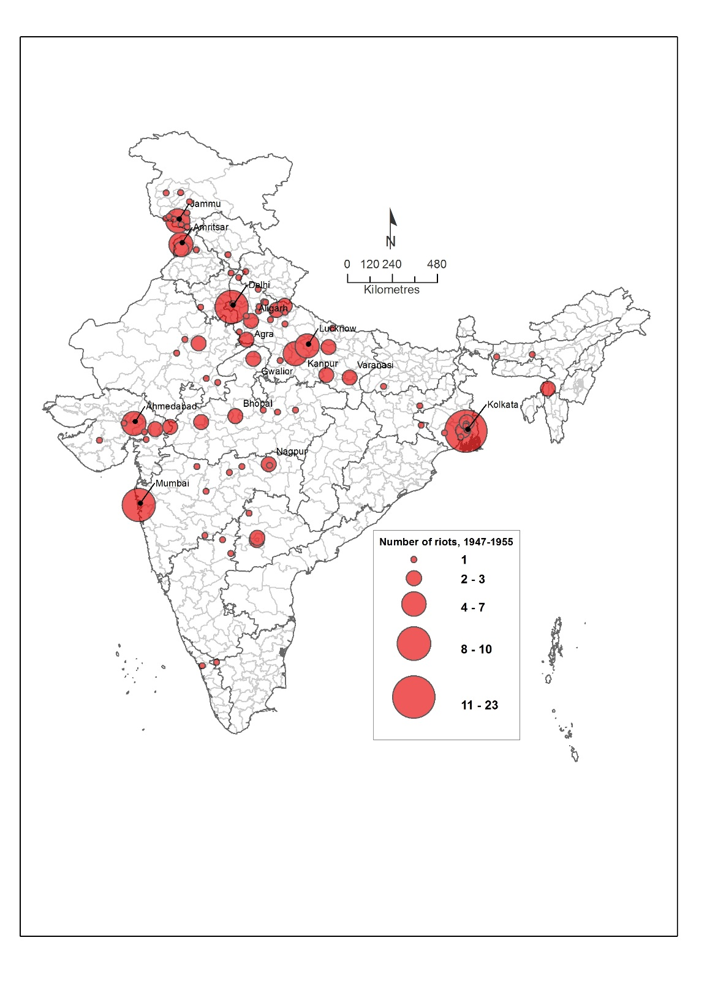 Jammu
Amritsar
N
0 120 240 480
Kilometres
Delhi
Aligarh
Agra
Lucknow
Kanpur
Varanasi
Gwalior
Ahmedabad
Bhopal
Kolkata
Nagpur
Mumbai
Number of riots, 1947-1955
1
2 - 3
4 - 7
8 - 10
11 - 23